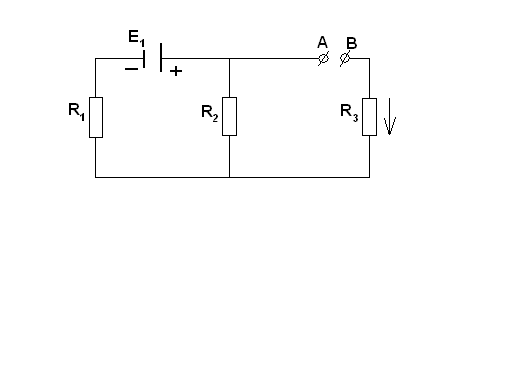 E1
A B
− +
R1 R2 R3